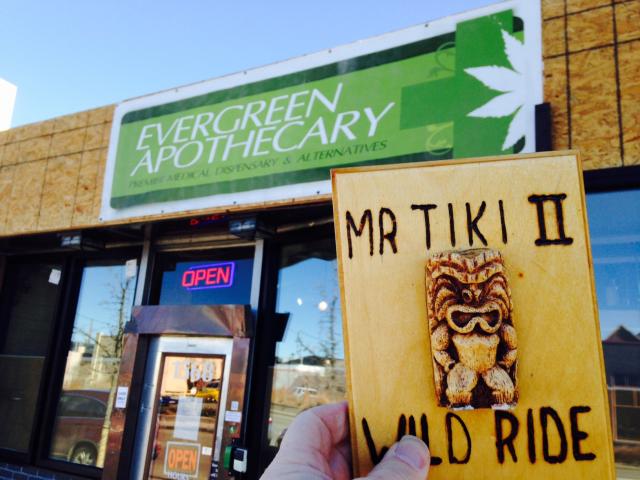 EVERGREEN
APOTHECARY
PREMIER MEDICAL DISPENSARY & ALTERNATIVES
OPEN
OPEN
MR TIKI II
WILD RIDE